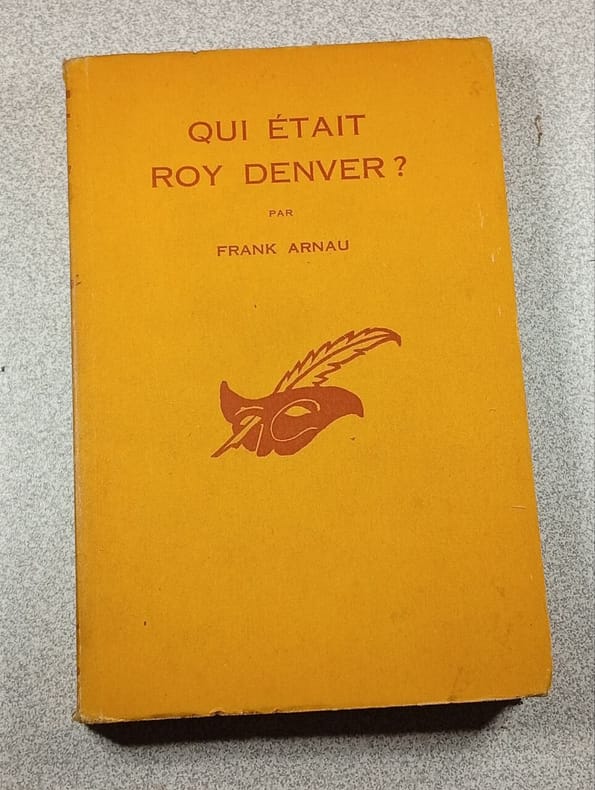 QUI ÉTAIT
ROY DENVER ?
PAR
FRANK ARNAU